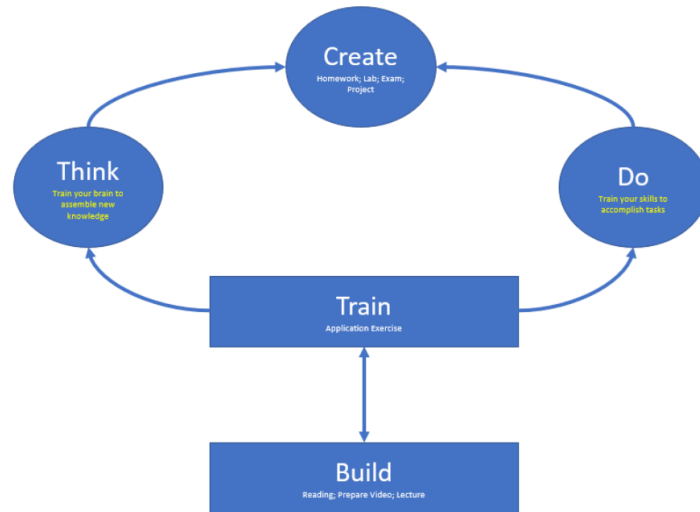 Create
Homework; Lab; Exam;
Project
Think
Train your brain to
assemble new
knowledge
Do
Train your skills to
accomplish tasks
Train
Application Exercise
Build
Reading; Prepare Video; Lecture